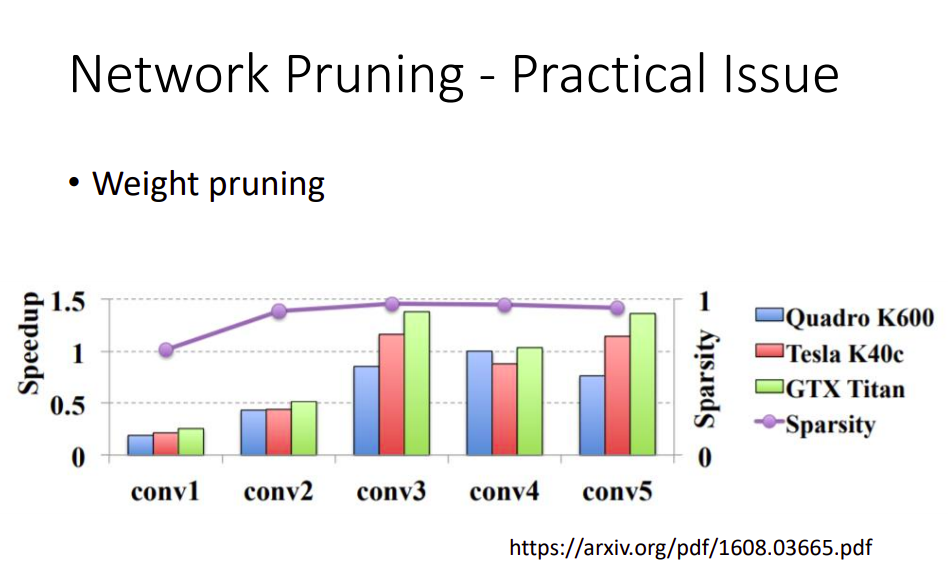 Network Pruning - Practical Issue
• Weight pruning
Speedup
1.5
1
0.5
0
conv1 conv2 conv3 conv4 conv5
1
0
Sparsity
Quadro K600
Tesla K40c
GTX Titan
Sparsity
https://arxiv.org/pdf/1608.03665.pdf